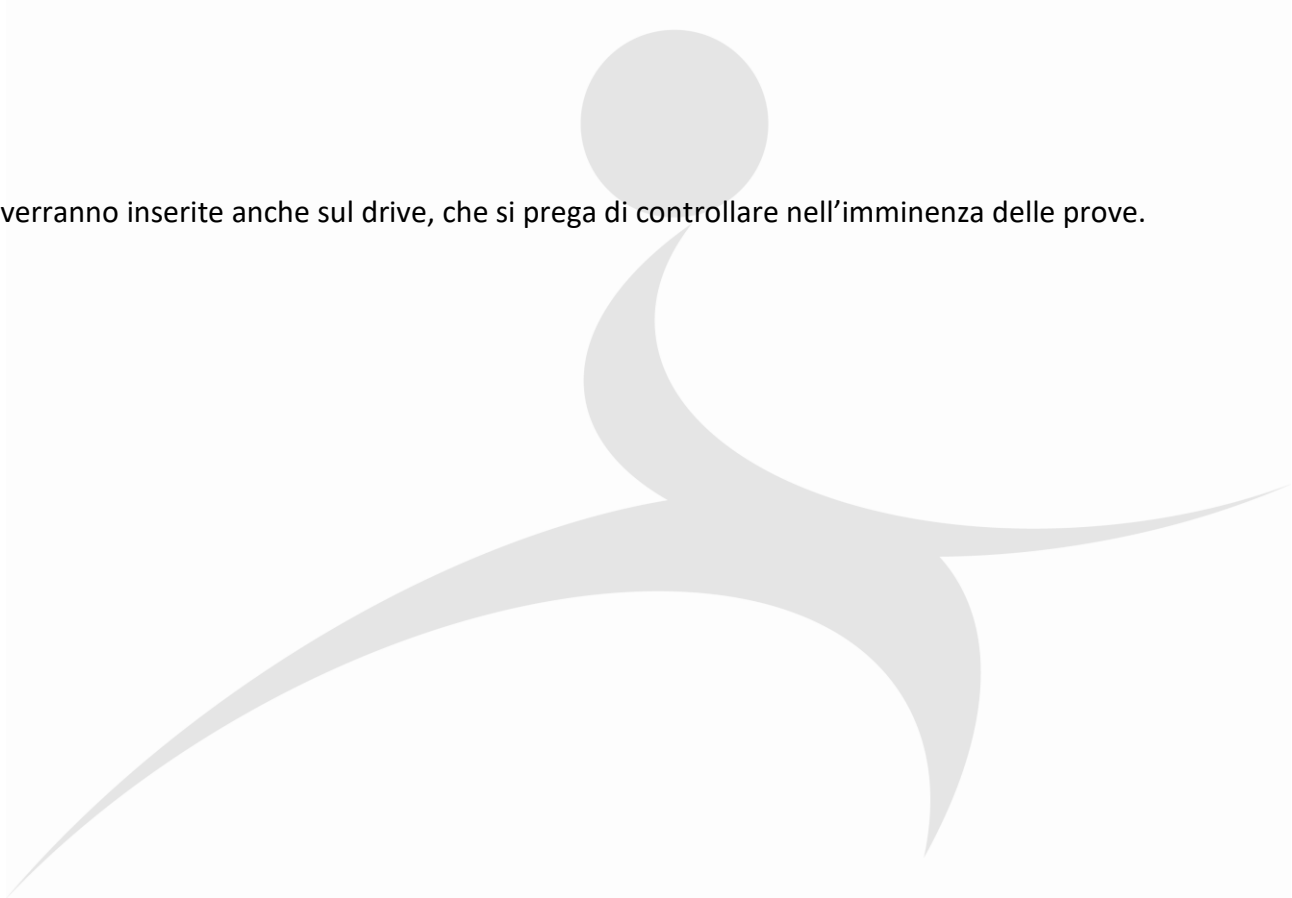 verranno inserite anche sul drive, che si prega di controllare nell’imminenza delle prove.